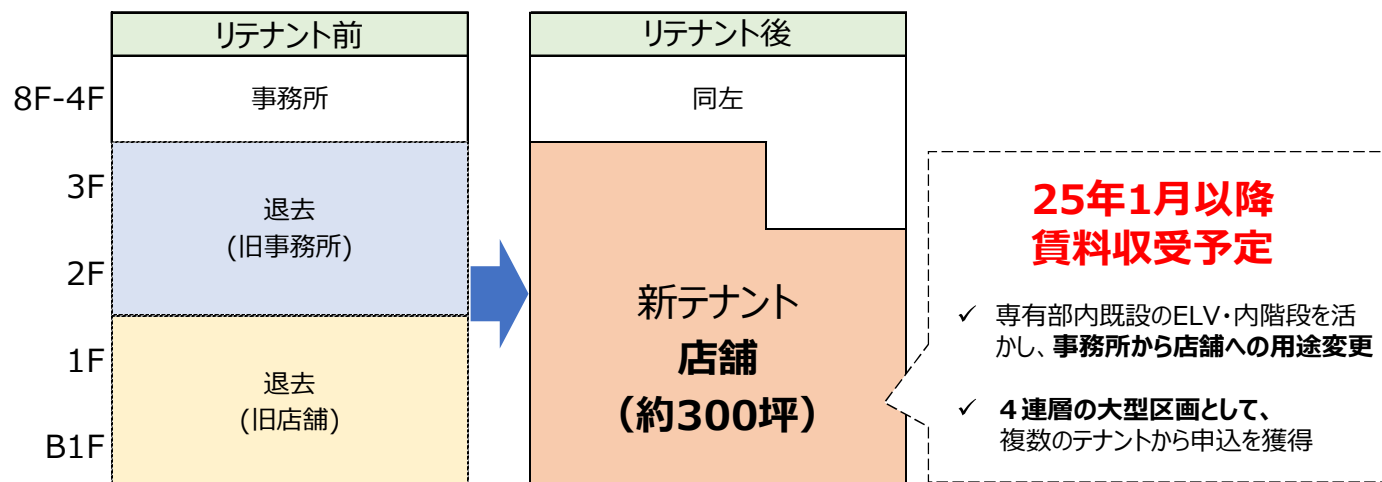 リテナント前
リテナント後
8F-4F
事務所
同左
3F
2F
退去
(旧事務所)
1F
B1F
退去
(旧店舗)
新テナント
店舗
（約300坪）
25年1月以降
賃料収受予定
✓ 専有部内既設のELV・内階段を活
かし、事務所から店舗への用途変更
✓ ４連層の大型区画として、
複数のテナントから申込を獲得